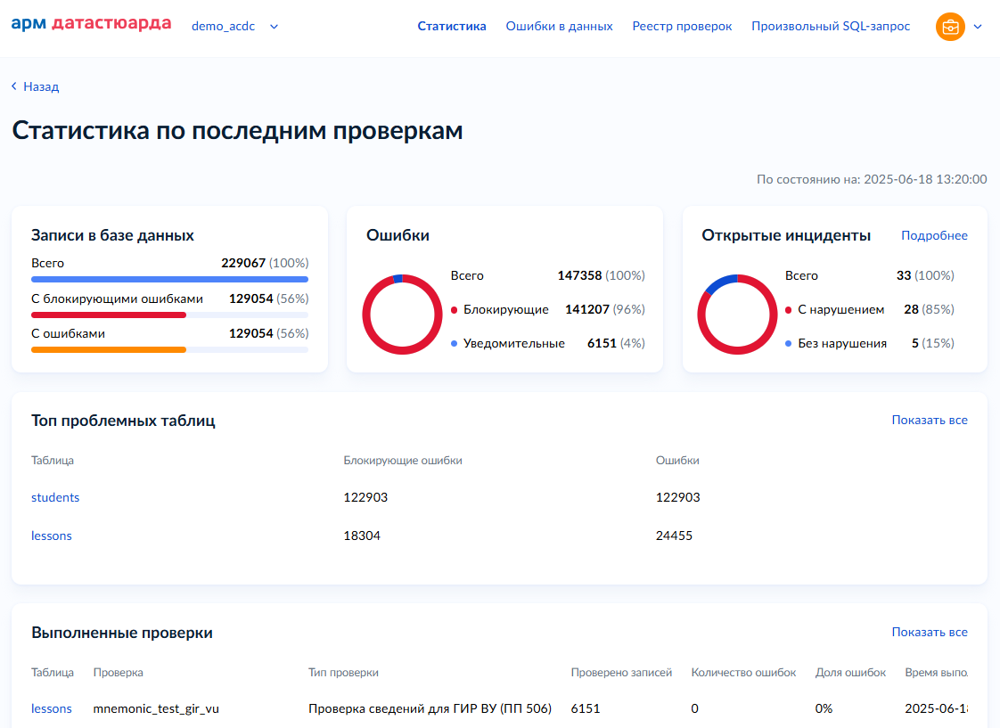 арм датастюарда
demo_acdc
Статистика
Ошибки в данных
Реестр проверок
Произвольный SQL-запрос
Назад
Статистика по последним проверкам
По состоянию на: 2025-06-18 13:20:00
Записи в базе данных
Всего 229067 (100%)
С блокирующими ошибками 129054 (56%)
С ошибками 129054 (56%)
Ошибки
Всего 147358 (100%)
Блокирующие 141207 (96%)
Уведомительные 6151 (4%)
Открытые инциденты Подробнее
Всего 33 (100%)
С нарушением 28 (85%)
Без нарушения 5 (15%)
Топ проблемных таблиц Показать все
Таблица Блокирующие ошибки Ошибки
students 122903 122903
lessons 18304 24455
Выполненные проверки Показать все
Таблица Проверка Тип проверки Проверено записей Количество ошибок Доля ошибок Время выпо
lessons mnemonic_test_gir_vu Проверка сведений для ГИР ВУ (ПП 506) 6151 0 0% 2025-06-18